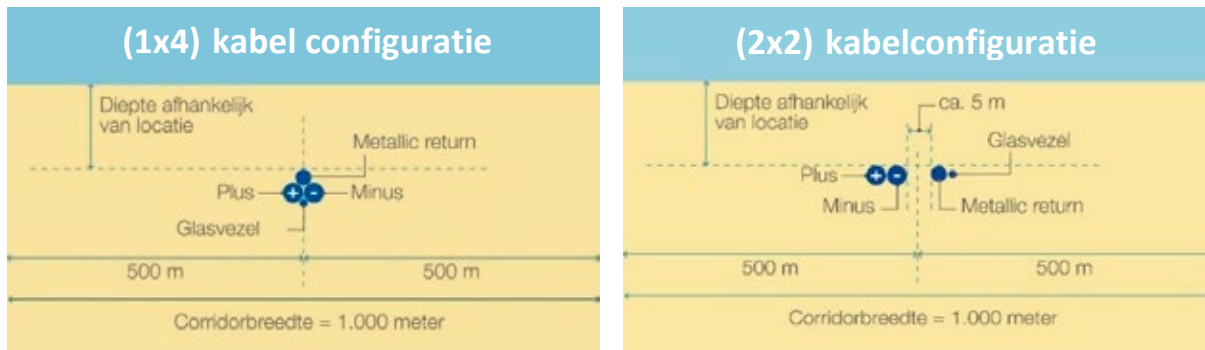 (1x4) kabel configuratie
Diepte afhankelijk
van locatie
Metallic return
Plus
+
-
Minus
Glasvezel
500 m
500 m
Corridorbreedte = 1.000 meter
(2x2) kabelconfiguratie
Diepte afhankelijk
van locatie
ca. 5 m
Glasvezel
Plus
+
-
Minus
Metallic return
500 m
500 m
Corridorbreedte = 1.000 meter